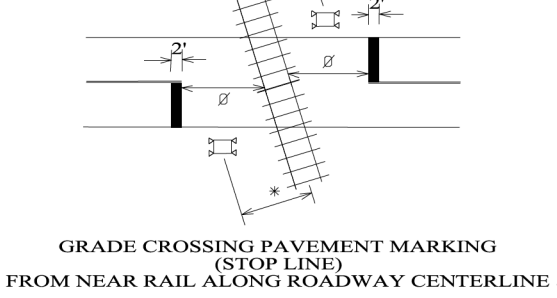 2'
2'
Ø
Ø
*
GRADE CROSSING PAVEMENT MARKING
(STOP LINE)
FROM NEAR RAIL ALONG ROADWAY CENTERLINE